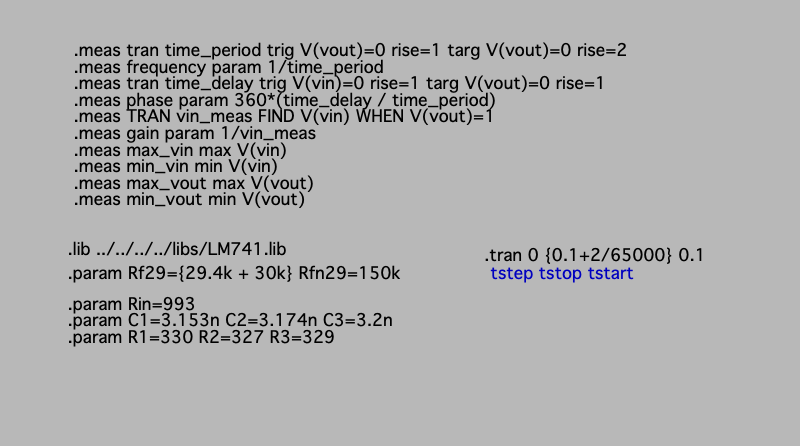 .meas tran time_period trig V(vout)=0 rise=1 targ V(vout)=0 rise=2
.meas frequency param 1/time_period
.meas tran time_delay trig V(vin)=0 rise=1 targ V(vout)=0 rise=1
.meas phase param 360*(time_delay / time_period)
.meas TRAN vin_meas FIND V(vin) WHEN V(vout)=1
.meas gain param 1/vin_meas
.meas max_vin max V(vin)
.meas min_vin min V(vin)
.meas max_vout max V(vout)
.meas min_vout min V(vout)
.lib ../../../../libs/LM741.lib
.param Rf29={29.4k + 30k} Rfn29=150k
.param Rin=993
.param C1=3.153n C2=3.174n C3=3.2n
.param R1=330 R2=327 R3=329
.tran 0 {0.1+2/65000} 0.1
tstep tstop tstart